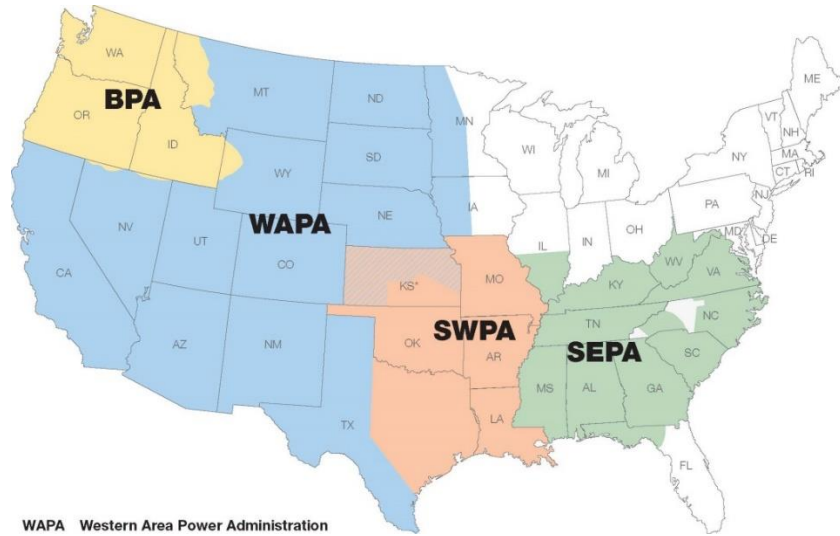 WA
BPA
OR
ID
MT
ND
MN
SD
WY
WAPA
NE
IA
NV
UT
CO
CA
AZ
NM
TX
KS*
MO
SWPA
OK
AR
LA
WI
MI
IL
IN
OH
KY
WV
VA
TN
NC
SEPA
SC
MS
AL
GA
FL
PA
NY
NJ
MD
DE
CT
RI
MA
VT
NH
ME
WAPA Western Area Power Administration